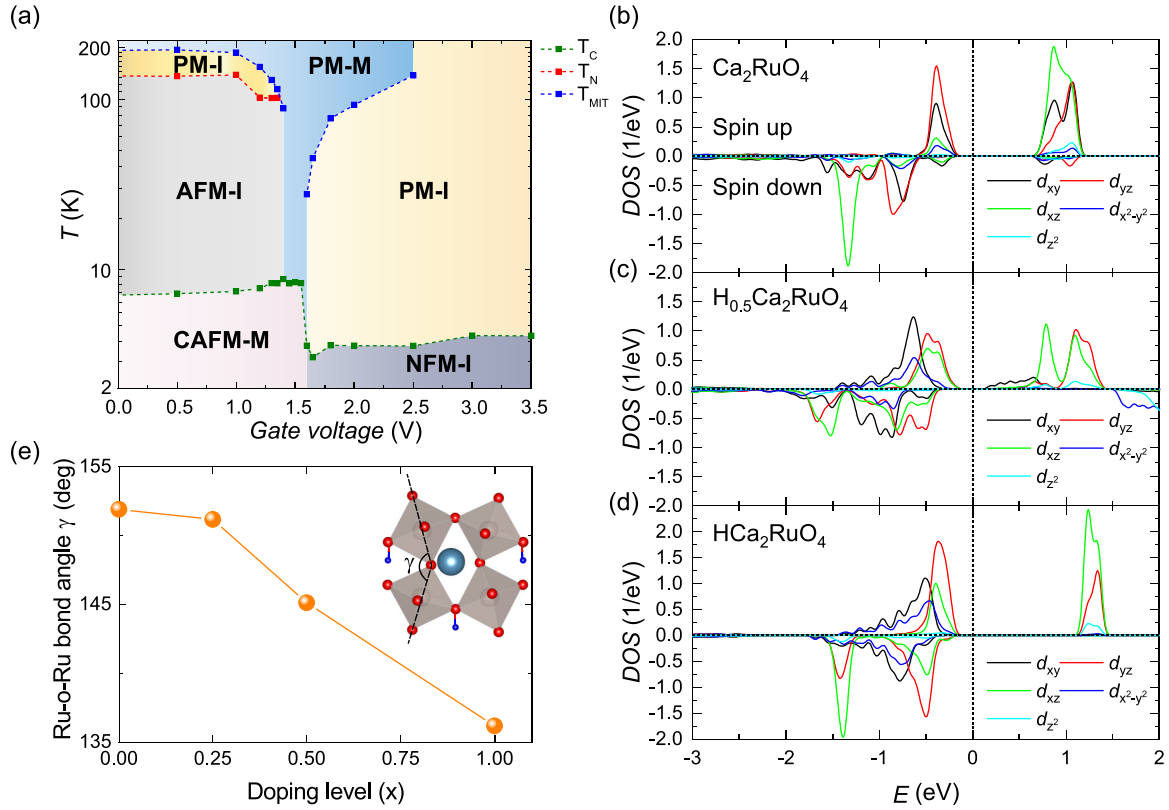 (a)
200
100
10
2
T (K)
PM-I
PM-M
AFM-I
PM-I
CAFM-M
NFM-I
0.0 0.5 1.0 1.5 2.0 2.5 3.0 3.5
Gate voltage (V)
T_C
T_N
T_MIT
(b)
2.0
1.5
1.0
0.5
0.0
-0.5
-1.0
-1.5
2.0
DOS (1/eV)
Ca₂RuO₄
Spin up
Spin down
d_xy d_yz
d_xz d_x²-y²
d_z²
(c)
1.5
1.0
0.5
0.0
-0.5
-1.0
-1.5
2.0
DOS (1/eV)
H₀.₅Ca₂RuO₄
d_xy d_yz
d_xz d_x²-y²
d_z²
(d)
1.5
1.0
0.5
0.0
-0.5
-1.0
-1.5
-2.0
DOS (1/eV)
HCa₂RuO₄
d_xy d_yz
d_xz d_x²-y²
d_z²
-3 -2 -1 0 1 2
E (eV)
(e)
155
145
135
Ru-o-Ru bond angle γ (deg)
γ
0.00 0.25 0.50 0.75 1.00
Doping level (x)